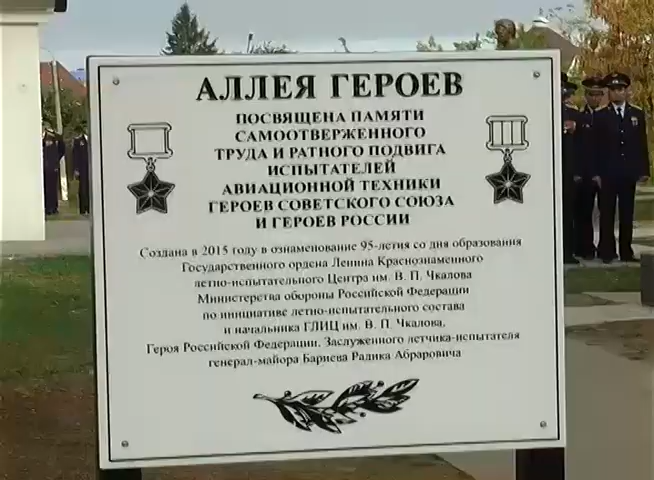 АЛЛЕЯ ГЕРОЕВ
ПОСВЯЩЕНА ПАМЯТИ
САМООТВЕРЖЕННОГО
ТРУДА И РАТНОГО ПОДВИГА
ИСПЫТАТЕЛЕЙ
АВИАЦИОННОЙ ТЕХНИКИ
ГЕРОЕВ СОВЕТСКОГО СОЮЗА
И ГЕРОЕВ РОССИИ
Создана в 2015 году в ознаменование 95-летия со дня образования
Государственного ордена Ленина Краснознаменного
летно-испытательного Центра им. В. П. Чкалова
Министерства обороны Российской Федерации
по инициативе летно-испытательного состава
и начальника ГЛИЦ им. В. П. Чкалова,
Героя Российской Федерации, Заслуженного летчика-испытателя
генерал-майора Бариева Радика Абраровича